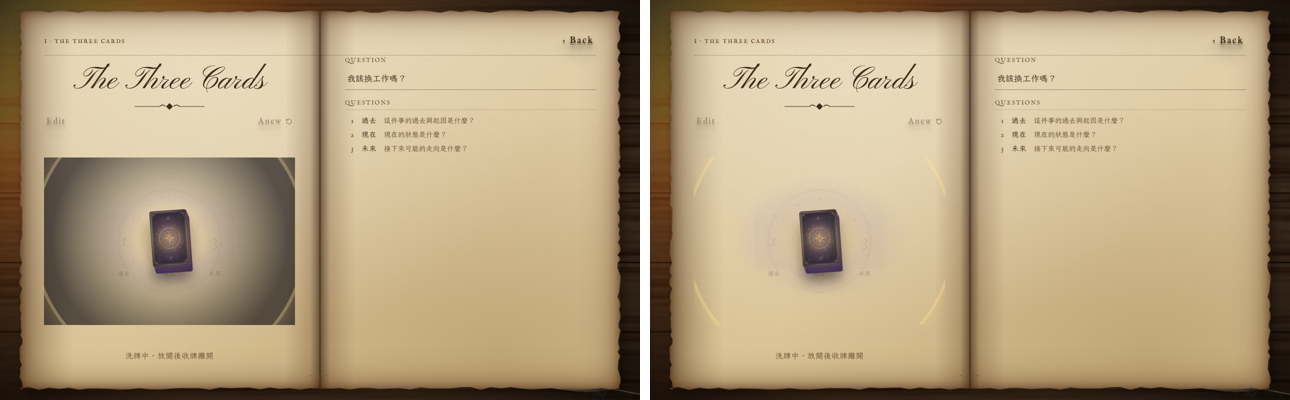 I · THE THREE CARDS
Back
The Three Cards
Edit
Anew
QUESTION
我該換工作嗎？
QUESTIONS
1 過去 這件事的過去與起因是什麼？
2 現在 現在的狀態是什麼？
3 未來 接下來可能的走向是什麼？
洗牌中，放開後收牌攤開
I · THE THREE CARDS
Back
The Three Cards
Edit
Anew
QUESTION
我該換工作嗎？
QUESTIONS
1 過去 這件事的過去與起因是什麼？
2 現在 現在的狀態是什麼？
3 未來 接下來可能的走向是什麼？
洗牌中，放開後收牌攤開